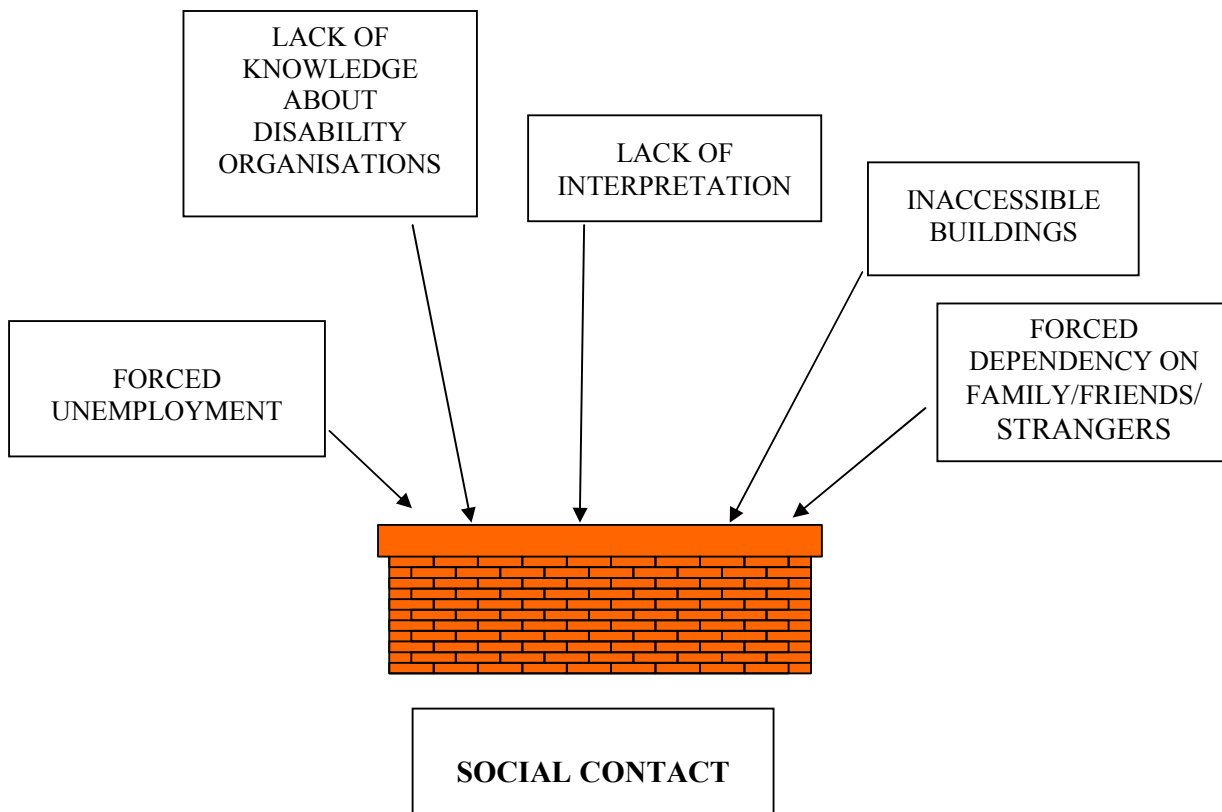 LACK OF
KNOWLEDGE
ABOUT
DISABILITY
ORGANISATIONS
LACK OF
INTERPRETATION
INACCESSIBLE
BUILDINGS
FORCED
UNEMPLOYMENT
FORCED
DEPENDENCY ON
FAMILY/FRIENDS/
STRANGERS
SOCIAL CONTACT